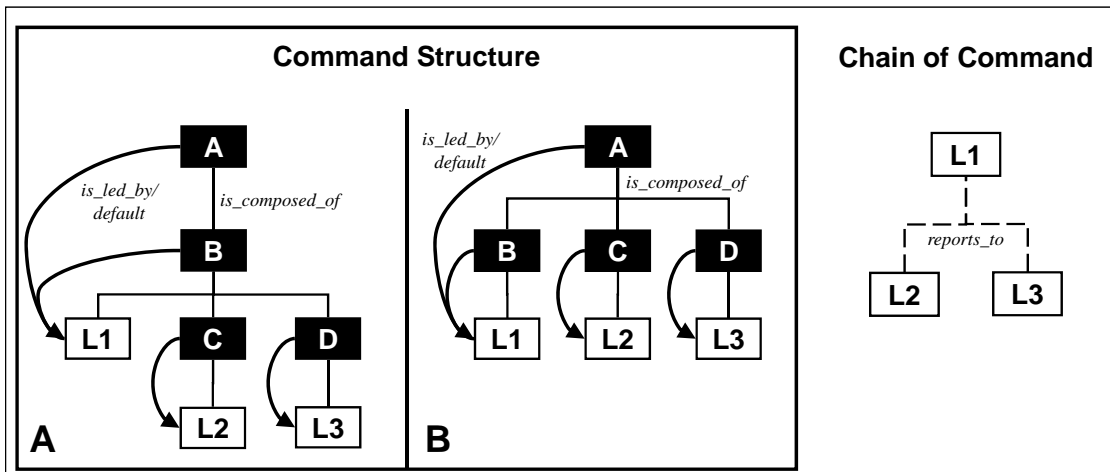 Command Structure
A
is_led_by/
default
is_composed_of
B
L1
C
D
L2
L3
A
A
is_led_by/
default
is_composed_of
B
C
D
L1
L2
L3
B
Chain of Command
L1
reports_to
L2
L3